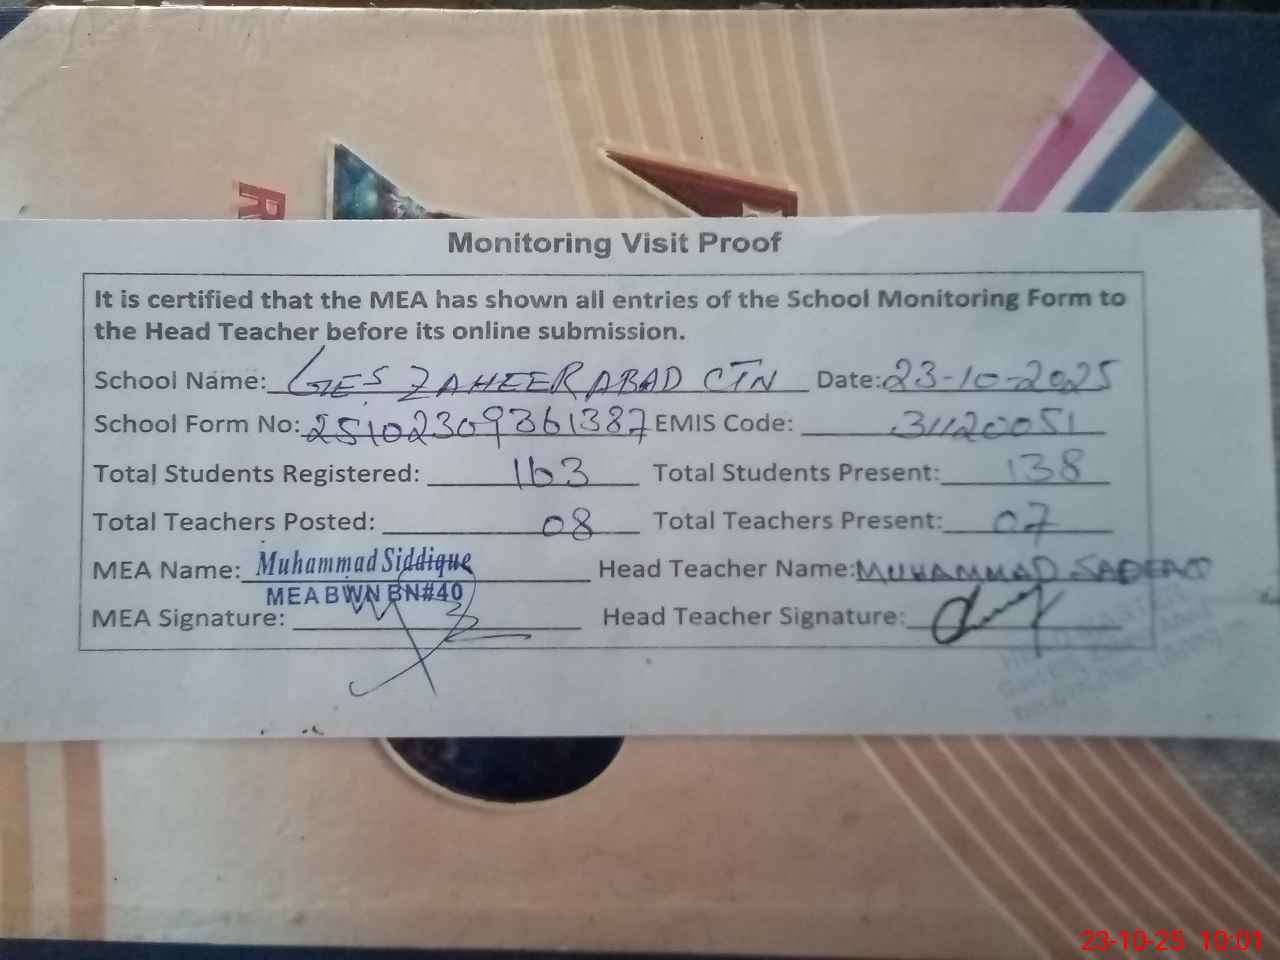 Monitoring Visit Proof
It is certified that the MEA has shown all entries of the School Monitoring Form to
the Head Teacher before its online submission.
School Name: GES ZAHEER ABAD CTN Date: 23-10-2025
School Form No: 25102309361387 EMIS Code: 31120051
Total Students Registered: 163 Total Students Present: 138
Total Teachers Posted: 08 Total Teachers Present: 07
MEA Name: Muhammad Siddique Head Teacher Name: MUHAMMAD SADEEQ
MEA BWN BN#40
MEA Signature: Head Teacher Signature:
23-10-25 10:01